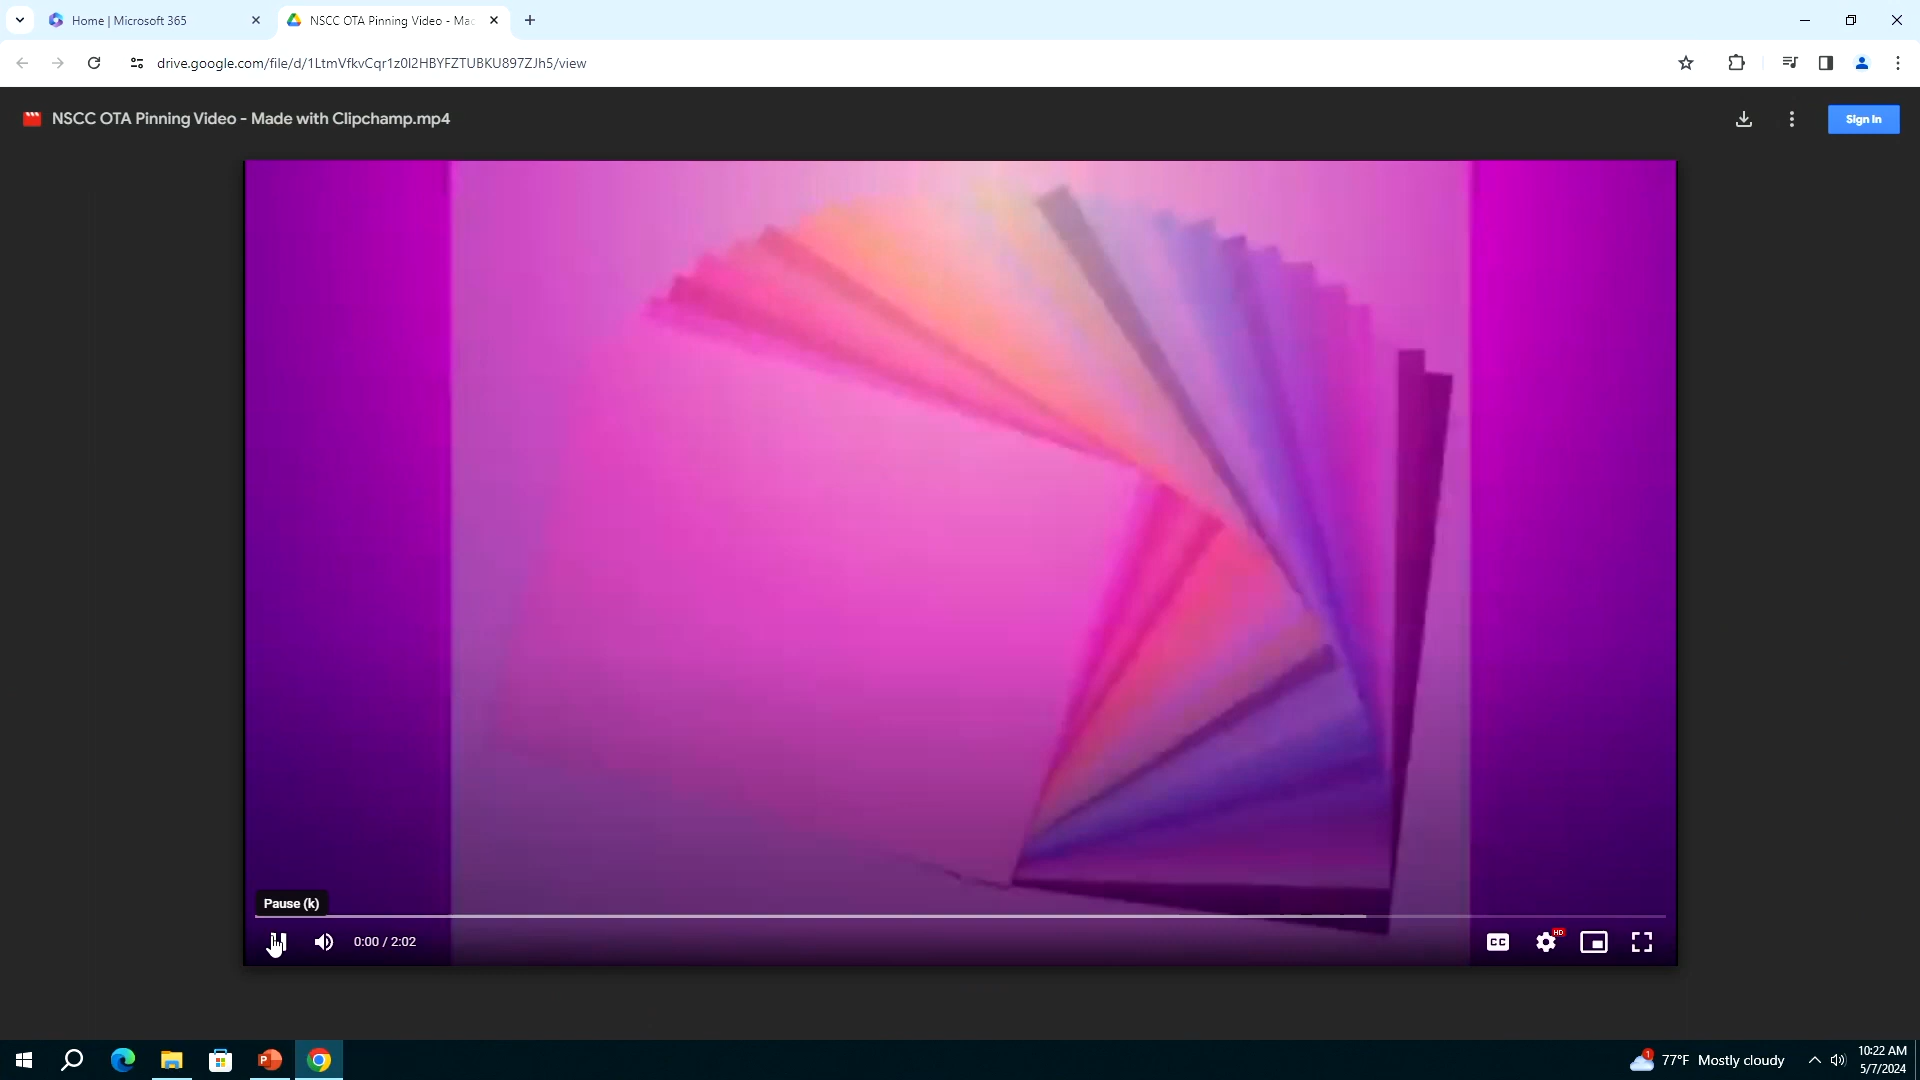 Home | Microsoft 365
NSCC OTA Pinning Video - Mac
drive.google.com/file/d/1LtmVfkvCqr1z0I2HBYFZTUBKU897ZJh5/view
NSCC OTA Pinning Video - Made with Clipchamp.mp4
Sign in
Pause (k)
0:00 / 2:02
CC
HD
P
1
77°F Mostly cloudy
10:22 AM
5/7/2024